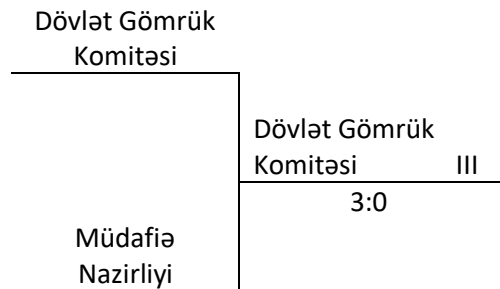 Dövlət Gömrük
Komitəsi
Dövlət Gömrük
Komitəsi III
3:0
Müdafiə
Nazirliyi